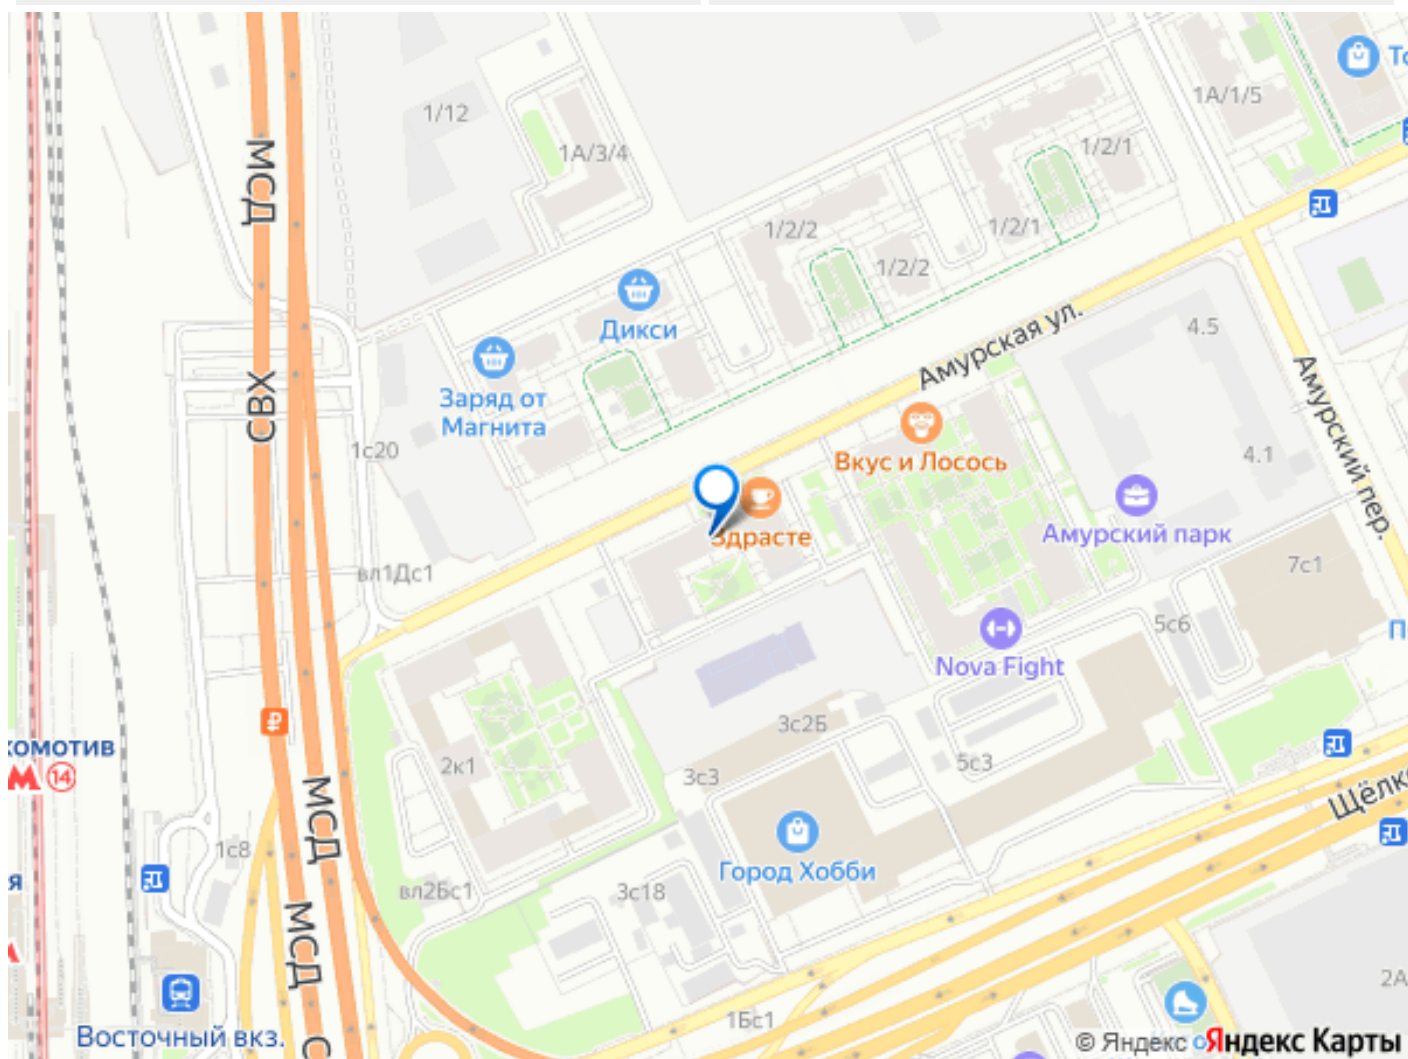 МСД
1/12
1А/3/4
1А/1/5
1/2/1
1/2/2
1/2/1
1/2/2
Дикси
Заряд от
Магнита
СВХ
1с20
Амурская ул.
4.5
Амурский пер.
4.1
Вкус и Лосось
Здрасте
Амурский парк
7с1
вл1Дс1
5с6
Nova Fight
₽
комотив
М 14
3с2Б
2к1
3с3
5с3
МСД
Щёлк
1с8
Город Хобби
я
вл2Бс1
3с18
МСД
2А
1Бс1
Восточный вкз.
С
© Яндекс
Яндекс Карты